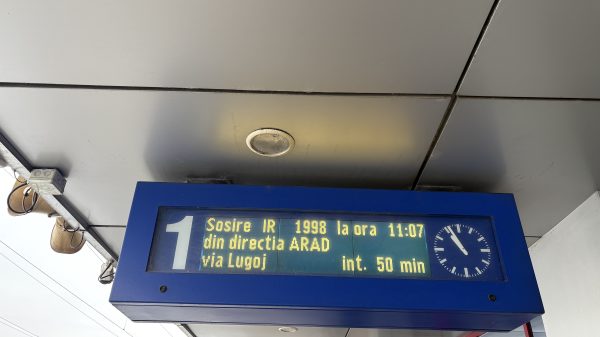 1
Sosire IR 1998 la ora 11:07
din directia ARAD
via Lugoj int. 50 min